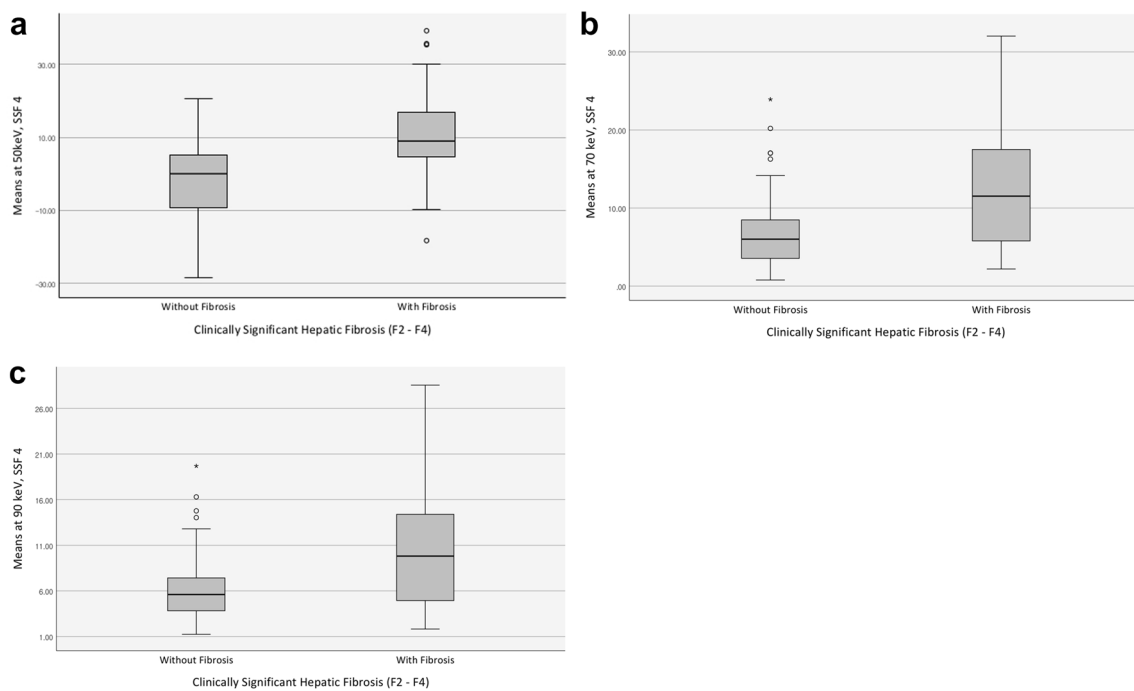 a
Means at 50keV, SSF 4
30.00
10.00
−10.00
−30.00
Without Fibrosis
With Fibrosis
Clinically Significant Hepatic Fibrosis (F2 - F4)
b
Means at 70 keV, SSF 4
30.00
20.00
10.00
.00
Without Fibrosis
With Fibrosis
Clinically Significant Hepatic Fibrosis (F2 - F4)
c
Means at 90 keV, SSF 4
26.00
21.00
16.00
11.00
6.00
1.00
Without Fibrosis
With Fibrosis
Clinically Significant Hepatic Fibrosis (F2 - F4)